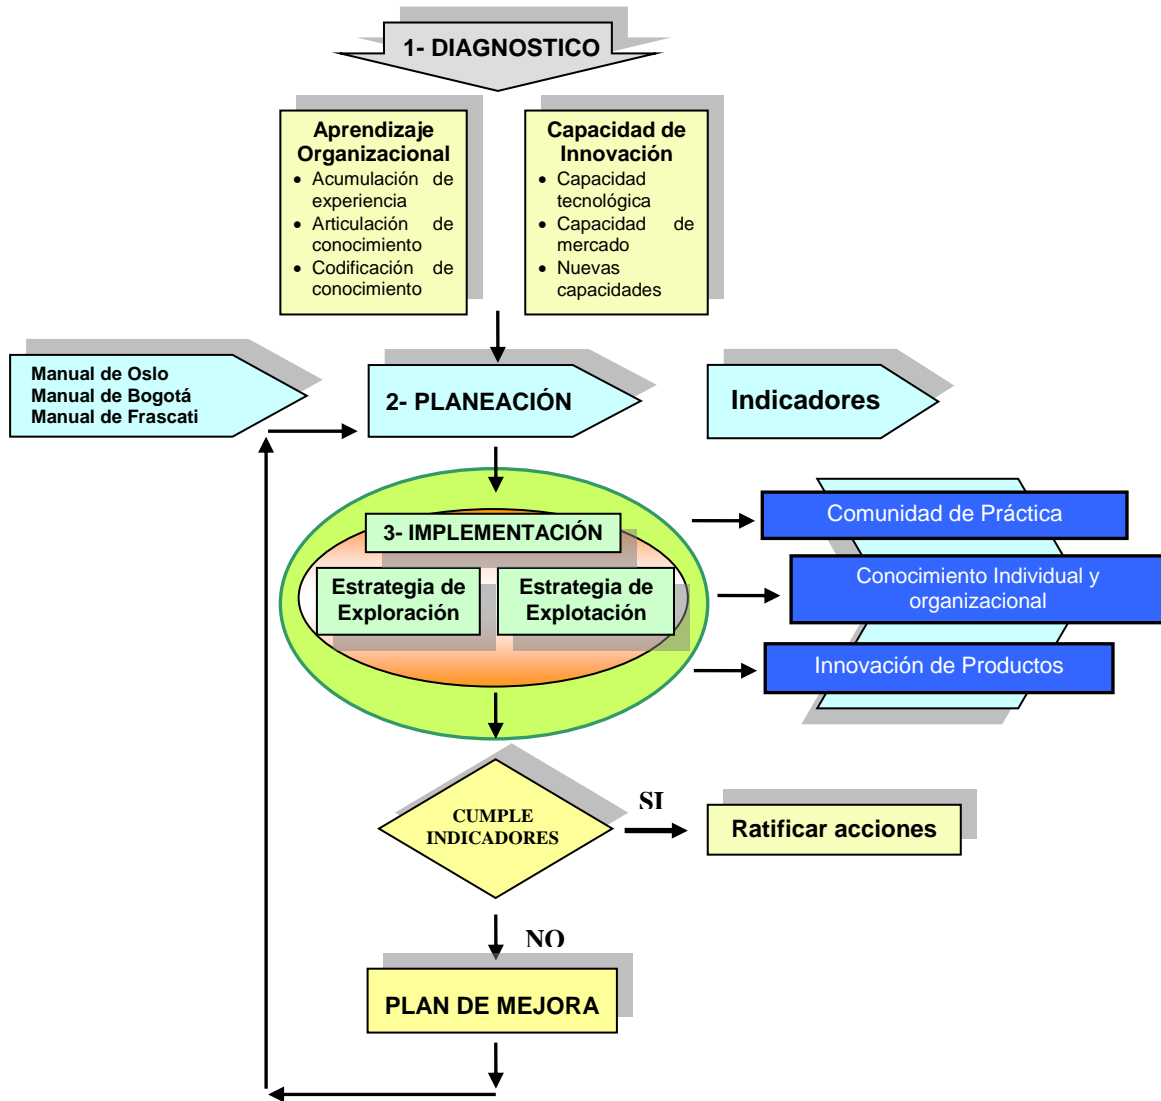 1- DIAGNOSTICO
Aprendizaje
Organizacional
• Acumulación de
experiencia
• Articulación de
conocimiento
• Codificación de
conocimiento
Capacidad de
Innovación
• Capacidad
tecnológica
• Capacidad de
mercado
• Nuevas
capacidades
Manual de Oslo
Manual de Bogotá
Manual de Frascati
2- PLANEACIÓN
Indicadores
3- IMPLEMENTACIÓN
Estrategia de
Exploración
Estrategia de
Explotación
Comunidad de Práctica
Conocimiento Individual y
organizacional
Innovación de Productos
CUMPLE
INDICADORES
SI
Ratificar acciones
NO
PLAN DE MEJORA